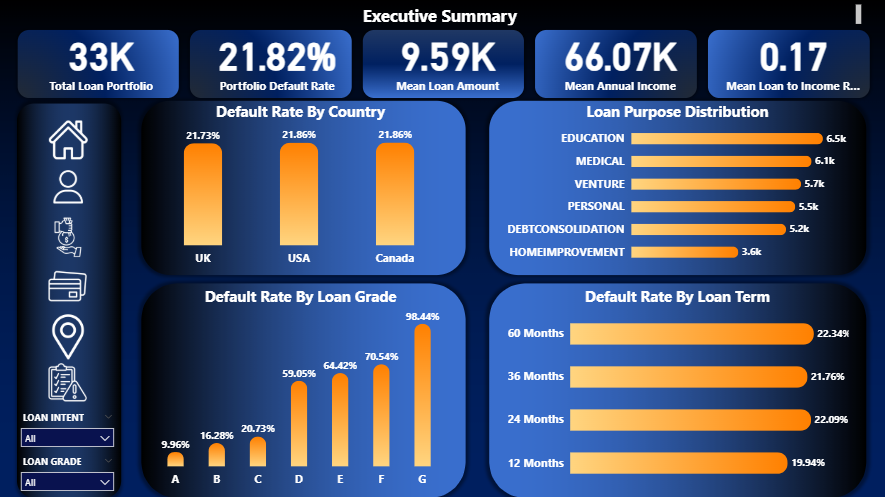 Executive Summary
33K
Total Loan Portfolio
21.82%
Portfolio Default Rate
9.59K
Mean Loan Amount
66.07K
Mean Annual Income
0.17
Mean Loan to Income R...
Default Rate By Country
21.73%
21.86%
21.86%
UK
USA
Canada
Loan Purpose Distribution
EDUCATION 6.5k
MEDICAL 6.1k
VENTURE 5.7k
PERSONAL 5.5k
DEBTCONSOLIDATION 5.2k
HOMEIMPROVEMENT 3.6k
Default Rate By Loan Grade
9.96%
16.28%
20.73%
59.05%
64.42%
70.54%
98.44%
A
B
C
D
E
F
G
Default Rate By Loan Term
60 Months 22.34%
36 Months 21.76%
24 Months 22.09%
12 Months 19.94%
LOAN INTENT
All
LOAN GRADE
All